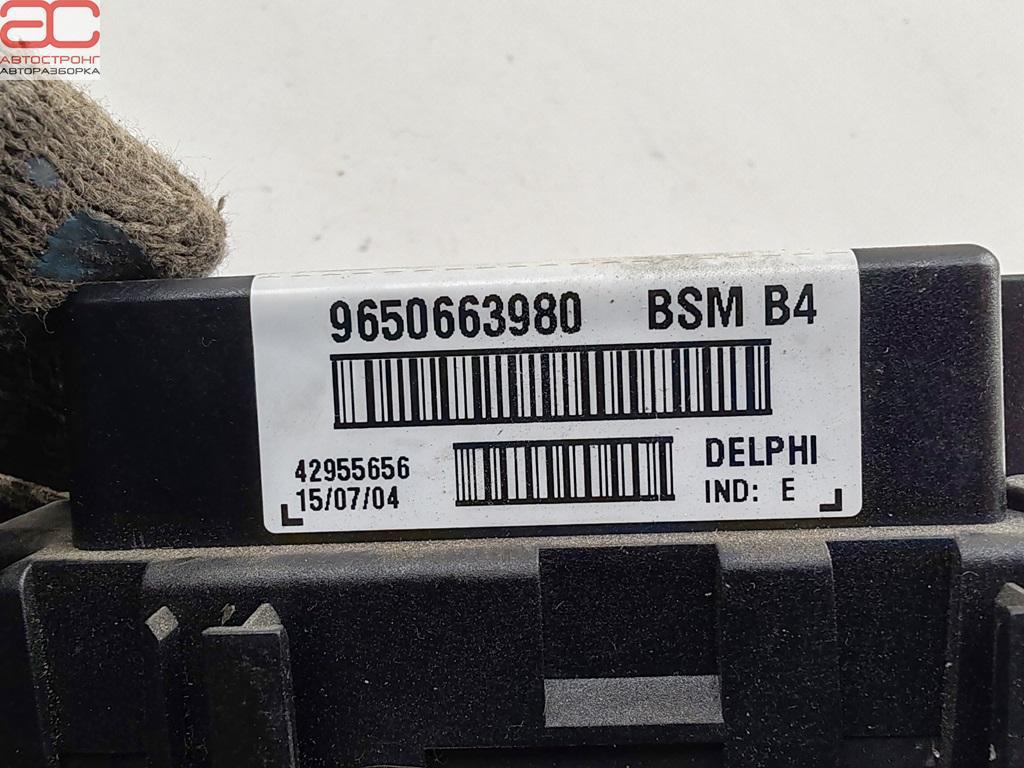 АС
АВТОСТРОНГ
АВТОРАЗБОРКА
9650663980 BSM B4
42955656
15/07/04
DELPHI
IND: E